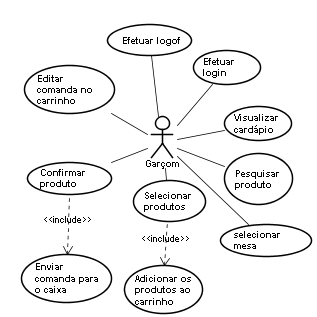 Efetuar logof
Efetuar
login
Editar
comanda no
carrinho
Visualizar
cardápio
Garçom
Confirmar
produto
Selecionar
produtos
Pesquisar
produto
<<include>>
<<include>>
selecionar
mesa
Enviar
comanda para
o caixa
Adicionar os
produtos ao
carrinho